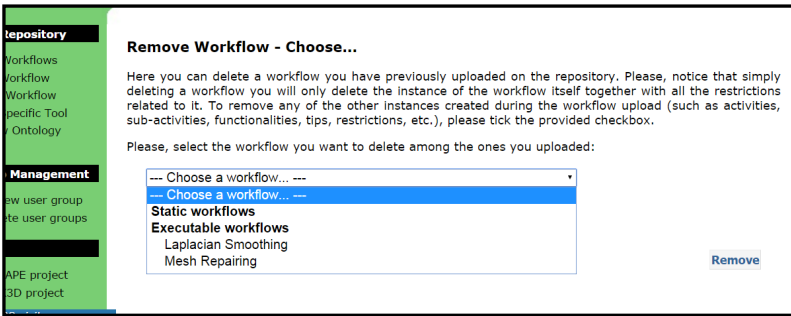 Repository
Workflows
Workflow
Workflow
Specific Tool
Ontology
Management
new user group
user groups
project
3D project
Remove Workflow - Choose...
Here you can delete a workflow you have previously uploaded on the repository. Please, notice that simply
deleting a workflow you will only delete the instance of the workflow itself together with all the restrictions
related to it. To remove any of the other instances created during the workflow upload (such as activities,
sub-activities, functionalities, tips, restrictions, etc.), please tick the provided checkbox.
Please, select the workflow you want to delete among the ones you uploaded:
--- Choose a workflow... ---
--- Choose a workflow... ---
Static workflows
Executable workflows
Laplacian Smoothing
Mesh Repairing
Remove